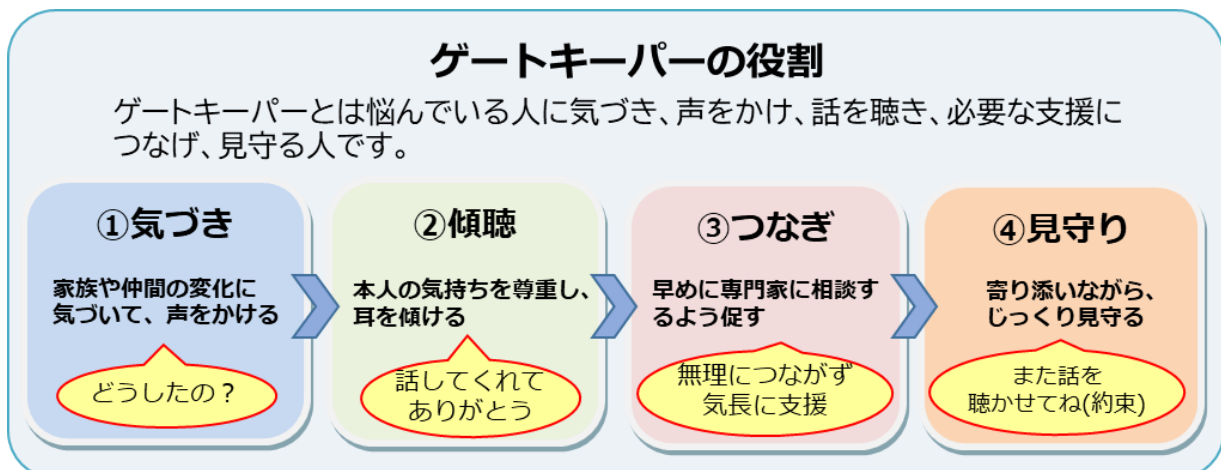 ゲートキーパーの役割
ゲートキーパーとは悩んでいる人に気づき、声をかけ、話を聴き、必要な支援に
つなげ、見守る人です。
①気づき
家族や仲間の変化に
気づいて、声をかける
どうしたの？
②傾聴
本人の気持ちを尊重し、
耳を傾ける
話してくれて
ありがとう
③つなぎ
早めに専門家に相談す
るよう促す
無理につながず
気長に支援
④見守り
寄り添いながら、
じっくり見守る
また話を
聴かせてね(約束)